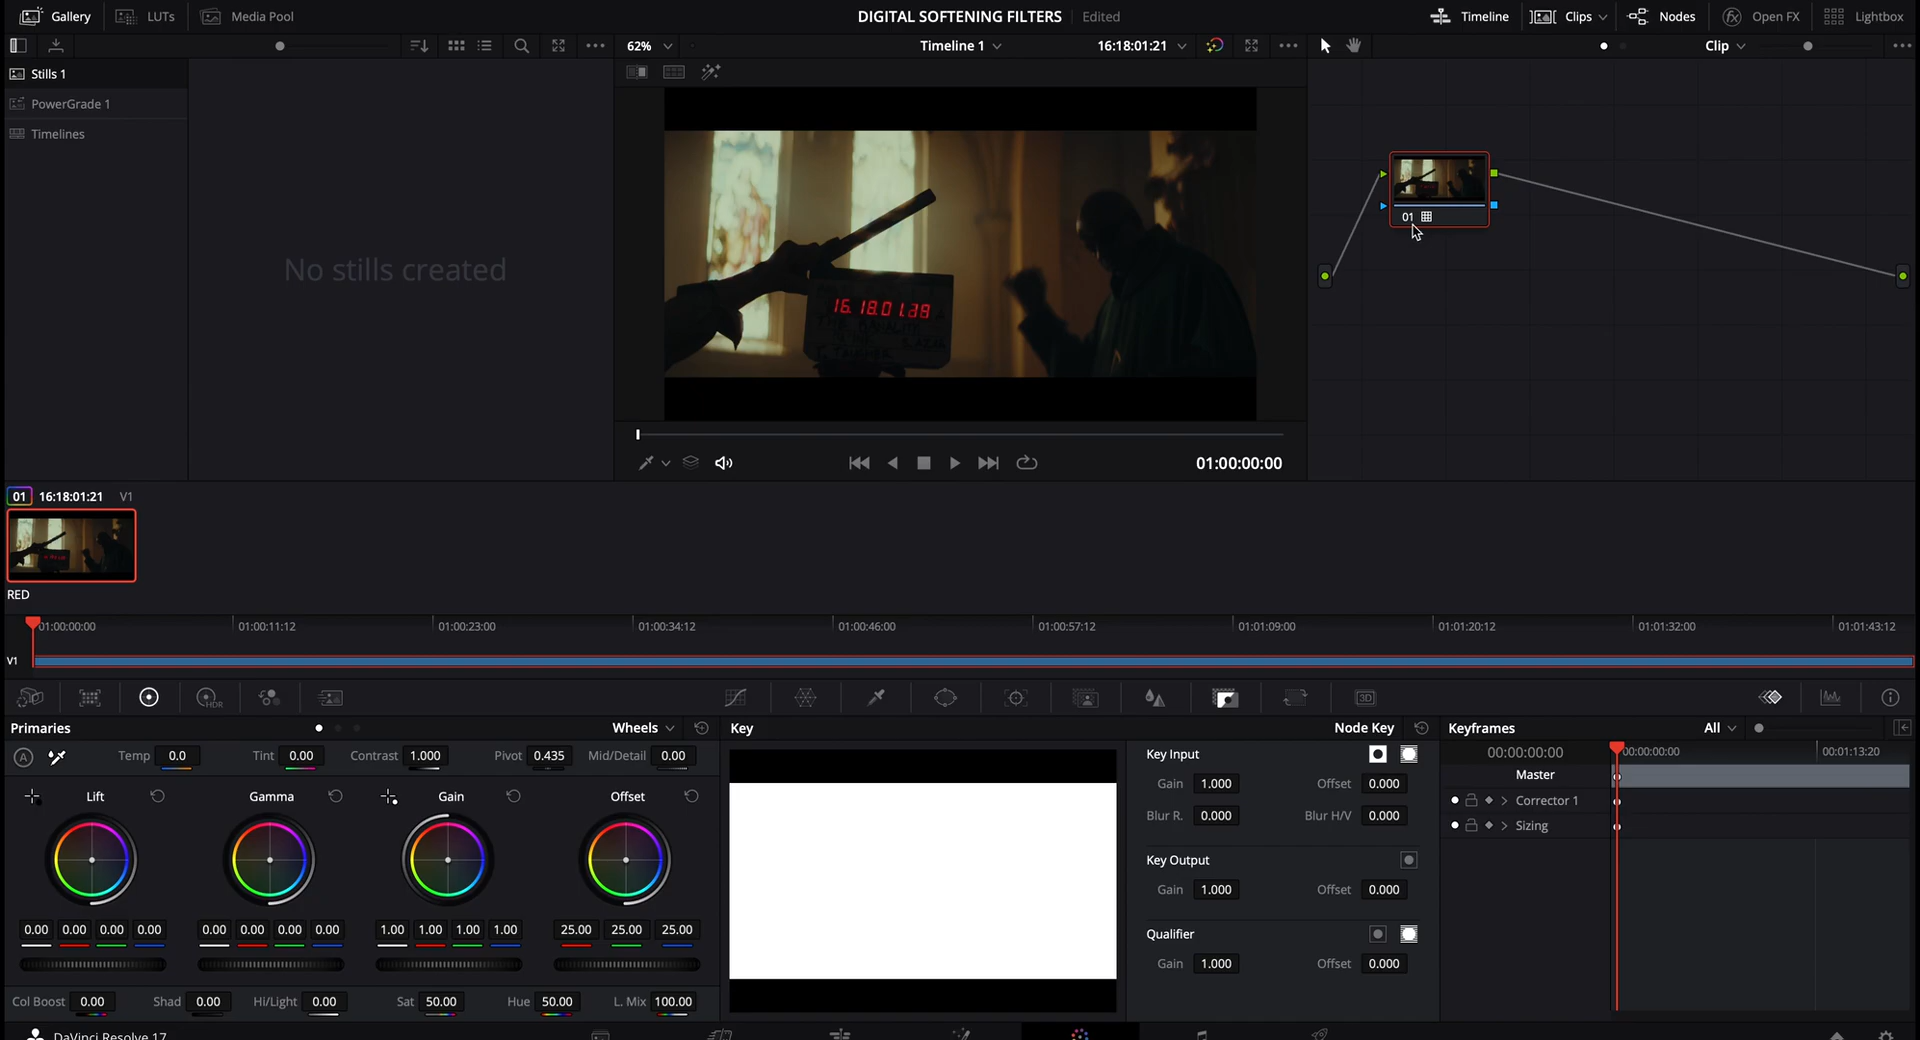 Gallery LUTs Media Pool DIGITAL SOFTENING FILTERS Edited Timeline Clips Nodes Open FX Lightbox
62% Timeline 1 16:18:01:21 Clip
Stills 1
PowerGrade 1
Timelines
No stills created
01
16.18.01.
01:00:00:00
01 16:18:01:21 V1
RED
01:00:00:00 01:00:11:12 01:00:23:00 01:00:34:12 01:00:46:00 01:00:57:12 01:01:09:00 01:01:20:12 01:01:32:00 01:01:43:12
V1
HDR 3D
Primaries Wheels Key Node Key Keyframes All
A Temp 0.0 Tint 0.00 Contrast 1.000 Pivot 0.435 Mid/Detail 0.00 Key Input 00:00:00:00 00:00:00:00 00:01:13:20
Master
Gain 1.000 Offset 0.000
Lift Gamma Gain Offset Corrector 1
Blur R. 0.000 Blur H/V 0.000 Sizing
Key Output
Gain 1.000 Offset 0.000
0.00 0.00 0.00 0.00 0.00 0.00 0.00 0.00 1.00 1.00 1.00 1.00 25.00 25.00 25.00 Qualifier
Gain 1.000 Offset 0.000
Col Boost 0.00 Shad 0.00 Hi/Light 0.00 Sat 50.00 Hue 50.00 L. Mix 100.00
DaVinci Resolve 17